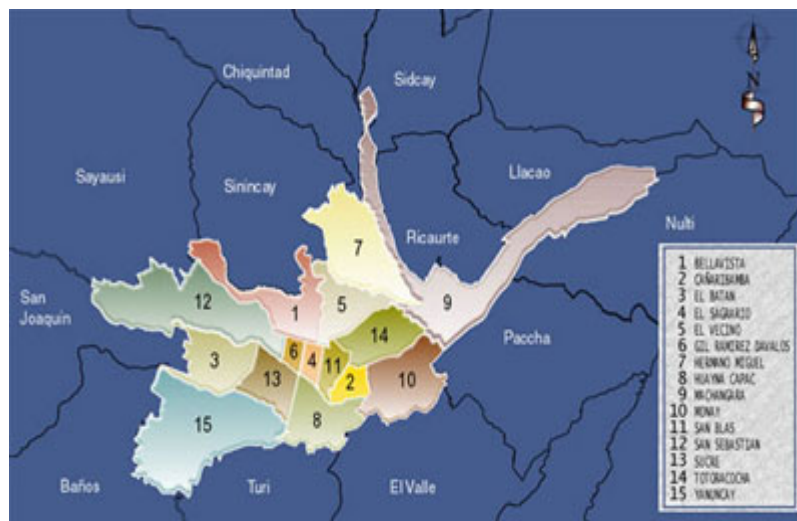 Chiquintad
Sidcay
N
Sayausi
Sinincay
Llacao
Nulti
7
Ricaurte
San
Joaquin
12
1
5
9
14
Paccha
3
6
4
11
13
2
10
15
8
Baños
Turi
El Valle
1 BELLAVISTA
2 CAÑARIBAMBA
3 EL BATAN
4 EL SAGRARIO
5 EL VECINO
6 GIL RAMIREZ DAVALOS
7 HERMANO MIGUEL
8 HUAYNA CAPAC
9 MACHANGARA
10 MONAY
11 SAN BLAS
12 SAN SEBASTIAN
13 SUCRE
14 TOTORACOCHA
15 YANUNCAY